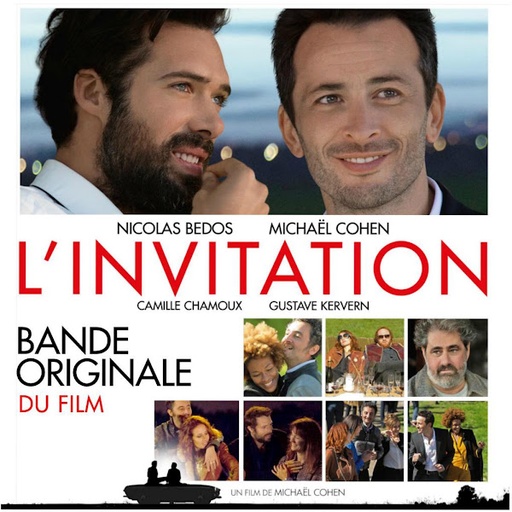 NICOLAS BEDOS MICHAËL COHEN
L'INVITATION
CAMILLE CHAMOUX GUSTAVE KERVERN
BANDE
ORIGINALE
DU FILM
UN FILM DE MICHAËL COHEN